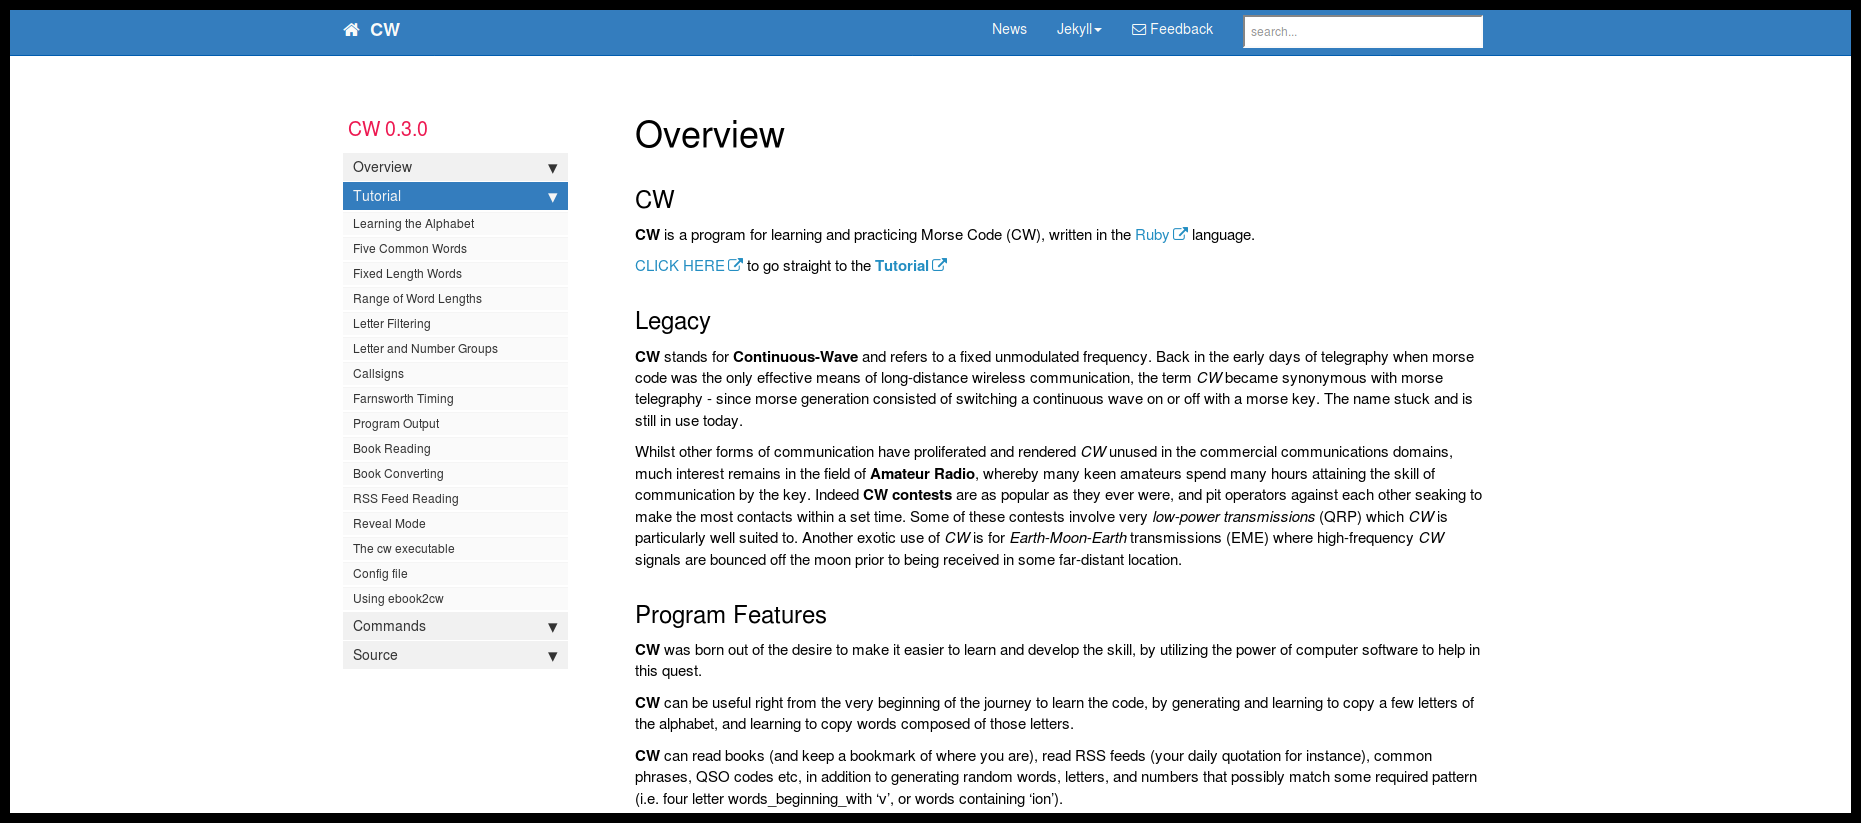 CW
News
Jekyll
Feedback
search...
CW 0.3.0
Overview ▼
Tutorial ▼
Learning the Alphabet
Five Common Words
Fixed Length Words
Range of Word Lengths
Letter Filtering
Letter and Number Groups
Callsigns
Farnsworth Timing
Program Output
Book Reading
Book Converting
RSS Feed Reading
Reveal Mode
The cw executable
Config file
Using ebook2cw
Commands ▼
Source ▼
Overview
CW
CW is a program for learning and practicing Morse Code (CW), written in the Ruby language.
CLICK HERE to go straight to the Tutorial
Legacy
CW stands for Continuous-Wave and refers to a fixed unmodulated frequency. Back in the early days of telegraphy when morse
code was the only effective means of long-distance wireless communication, the term CW became synonymous with morse
telegraphy - since morse generation consisted of switching a continuous wave on or off with a morse key. The name stuck and is
still in use today.
Whilst other forms of communication have proliferated and rendered CW unused in the commercial communications domains,
much interest remains in the field of Amateur Radio, whereby many keen amateurs spend many hours attaining the skill of
communication by the key. Indeed CW contests are as popular as they ever were, and pit operators against each other seaking to
make the most contacts within a set time. Some of these contests involve very low-power transmissions (QRP) which CW is
particularly well suited to. Another exotic use of CW is for Earth-Moon-Earth transmissions (EME) where high-frequency CW
signals are bounced off the moon prior to being received in some far-distant location.
Program Features
CW was born out of the desire to make it easier to learn and develop the skill, by utilizing the power of computer software to help in
this quest.
CW can be useful right from the very beginning of the journey to learn the code, by generating and learning to copy a few letters of
the alphabet, and learning to copy words composed of those letters.
CW can read books (and keep a bookmark of where you are), read RSS feeds (your daily quotation for instance), common
phrases, QSO codes etc, in addition to generating random words, letters, and numbers that possibly match some required pattern
(i.e. four letter words_beginning_with ‘v’, or words containing ‘ion’).